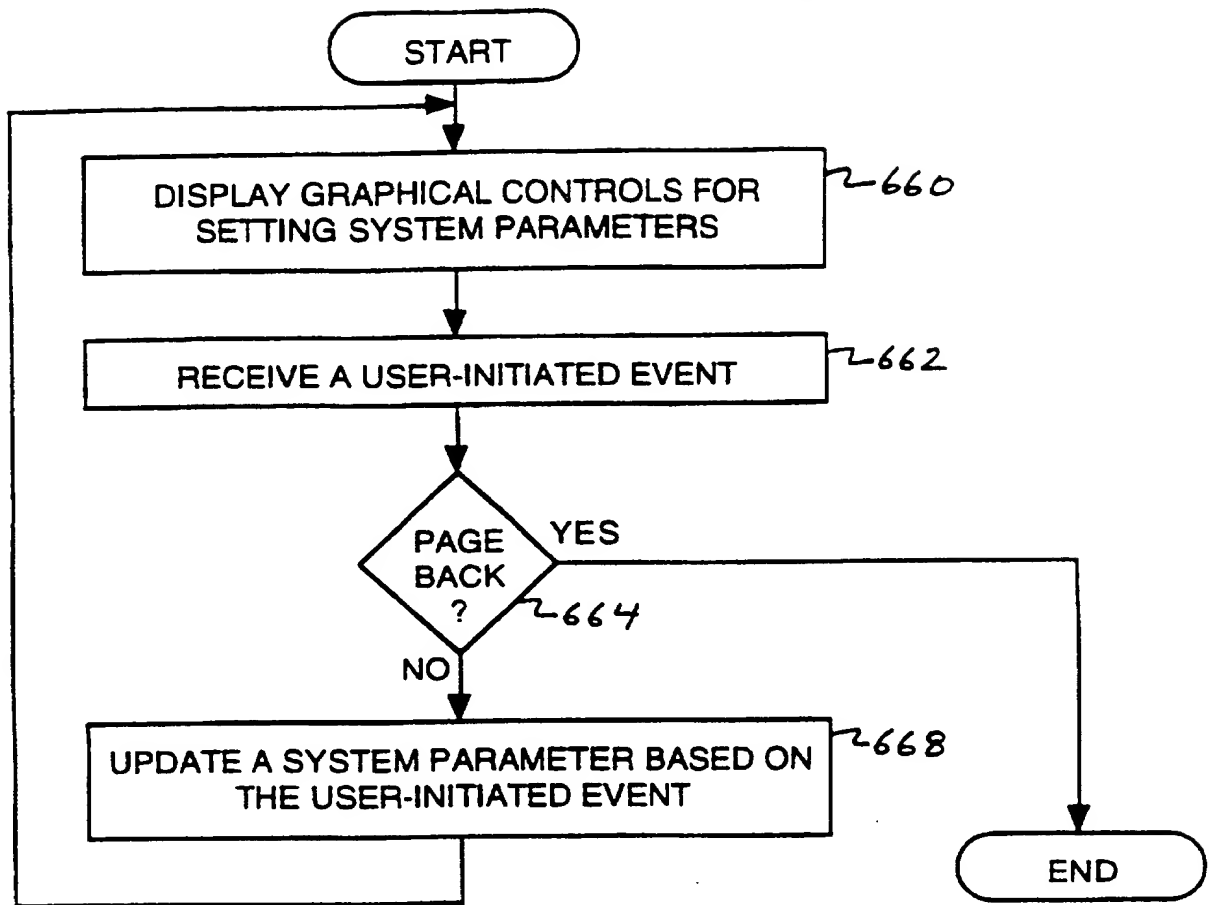 START
DISPLAY GRAPHICAL CONTROLS FOR
SETTING SYSTEM PARAMETERS
660
RECEIVE A USER-INITIATED EVENT
662
PAGE
BACK
?
YES
664
NO
UPDATE A SYSTEM PARAMETER BASED ON
THE USER-INITIATED EVENT
668
END